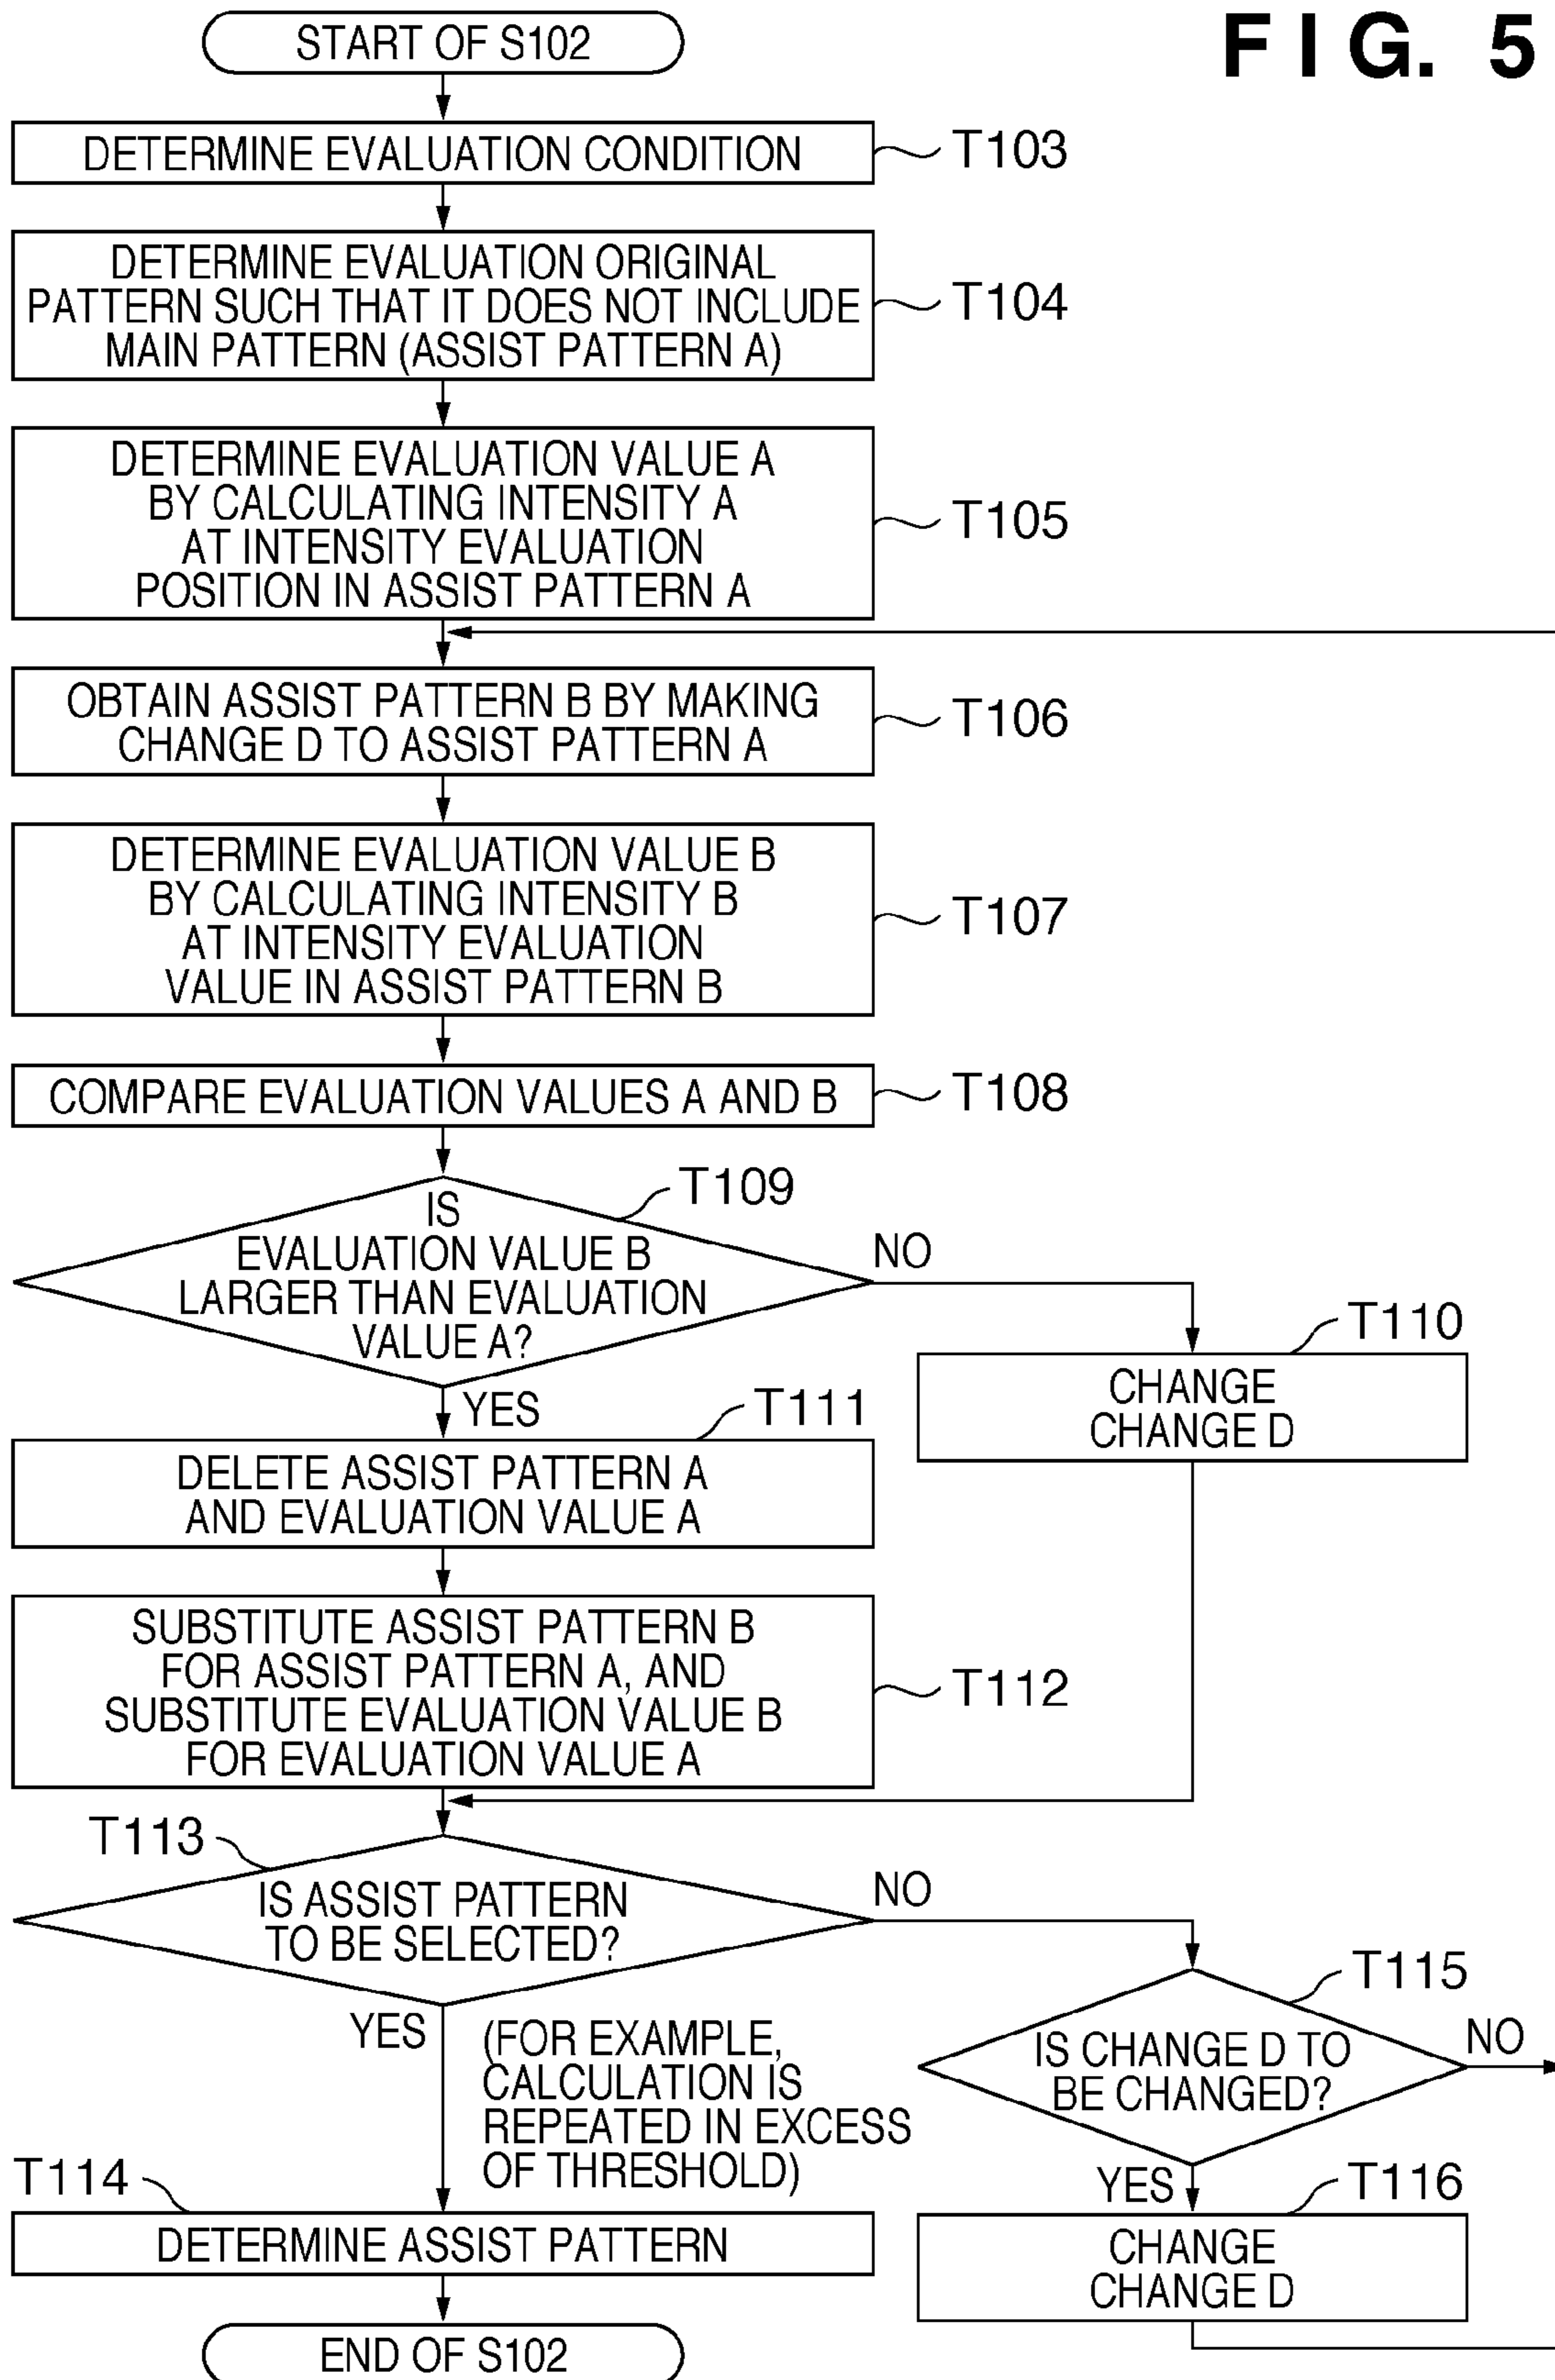 FIG. 5
START OF S102
DETERMINE EVALUATION CONDITION
T103
DETERMINE EVALUATION ORIGINAL
PATTERN SUCH THAT IT DOES NOT INCLUDE
MAIN PATTERN (ASSIST PATTERN A)
T104
DETERMINE EVALUATION VALUE A
BY CALCULATING INTENSITY A
AT INTENSITY EVALUATION
POSITION IN ASSIST PATTERN A
T105
OBTAIN ASSIST PATTERN B BY MAKING
CHANGE D TO ASSIST PATTERN A
T106
DETERMINE EVALUATION VALUE B
BY CALCULATING INTENSITY B
AT INTENSITY EVALUATION
VALUE IN ASSIST PATTERN B
T107
COMPARE EVALUATION VALUES A AND B
T108
T109
IS
EVALUATION VALUE B
LARGER THAN EVALUATION
VALUE A?
NO
T110
CHANGE
CHANGE D
YES
T111
DELETE ASSIST PATTERN A
AND EVALUATION VALUE A
SUBSTITUTE ASSIST PATTERN B
FOR ASSIST PATTERN A, AND
SUBSTITUTE EVALUATION VALUE B
FOR EVALUATION VALUE A
T112
T113
IS ASSIST PATTERN
TO BE SELECTED?
NO
T115
IS CHANGE D TO
BE CHANGED?
NO
YES
(FOR EXAMPLE,
CALCULATION IS
REPEATED IN EXCESS
OF THRESHOLD)
YES
T116
CHANGE
CHANGE D
T114
DETERMINE ASSIST PATTERN
END OF S102